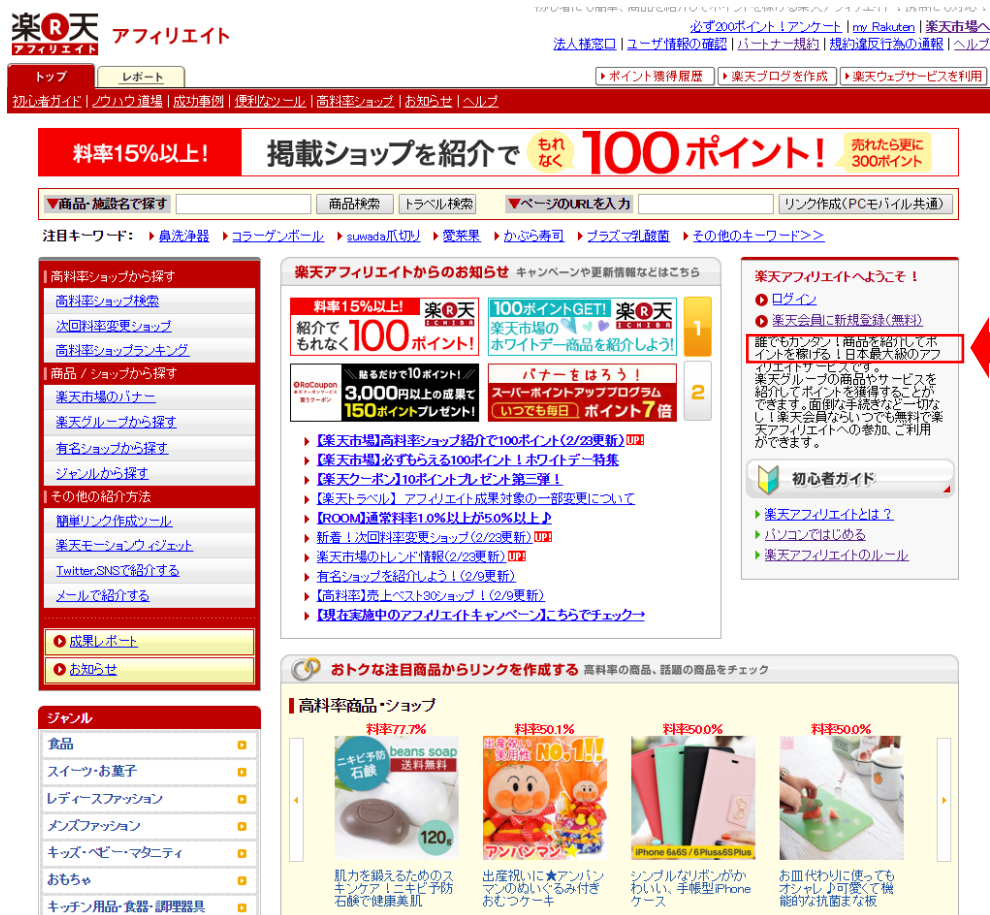 楽R天
アフィリエイト
アフィリエイト
必ず200ポイント！アンケート | my Rakuten | 楽天市場へ
法人様窓口 | ユーザ情報の確認 | パートナー規約 | 規約違反行為の通報 | ヘルプ
トップ
レポート
ポイント獲得履歴
楽天ブログを作成
楽天ウェブサービスを利用
初心者ガイド | ノウハウ道場 | 成功事例 | 便利なツール | 高料率ショップ | お知らせ | ヘルプ
料率15%以上! 掲載ショップを紹介で もれなく 100ポイント! 売れたら更に300ポイント
▼商品・施設名で探す 商品検索 トラベル検索 ▼ページのURLを入力 リンク作成(PCモバイル共通)
注目キーワード: 鼻洗浄器 コラーゲンボール suwada爪切り 愛菜果 かぶら寿司 プラズマ乳酸菌 その他のキーワード>>
高料率ショップから探す
高料率ショップ検索
次回料率変更ショップ
高料率ショップランキング
商品 / ショップから探す
楽天市場のバナー
楽天グループから探す
有名ショップから探す
ジャンルから探す
その他の紹介方法
簡単リンク作成ツール
楽天モーションウィジェット
Twitter,SNSで紹介する
メールで紹介する
成果レポート
お知らせ
ジャンル
食品
スイーツ・お菓子
レディースファッション
メンズファッション
キッズ・ベビー・マタニティ
おもちゃ
キッチン用品・食器・調理器具
楽天アフィリエイトからのお知らせ キャンペーンや更新情報などはこちら
料率15%以上! 楽R天
ICHIBA
紹介で
もれなく 100ポイント!
100ポイントGET! 楽R天
ICHIBA
楽天市場の
ホワイトデー商品を紹介しよう!
1
RaCoupon
貼るだけで10ポイント!
3,000円以上の成果で
150ポイントプレゼント!
バナーをはろう!
スーパーポイントアッププログラム
いつでも毎日 ポイント7倍
2
【楽天市場】高料率ショップ紹介で100ポイント(2/23更新) UP!
【楽天市場】必ずもらえる100ポイント！ホワイトデー特集
【楽天クーポン】10ポイントプレゼント第三弾！
【楽天トラベル】 アフィリエイト成果対象の一部変更について
【ROOM】通常料率1.0%以上が5.0%以上♪
新着！次回料率変更ショップ(2/23更新) UP!
楽天市場のトレンド情報(2/23更新) UP!
有名ショップを紹介しよう！(2/9更新)
【高料率】売上ベスト30ショップ！(2/9更新)
【現在実施中のアフィリエイトキャンペーン】こちらでチェック→
楽天アフィリエイトへようこそ！
ログイン
楽天会員に新規登録(無料)
誰でもカンタン！商品を紹介してポ
イントを稼げる！日本最大級のアフ
ィリエイトサービスです。
楽天グループの商品やサービスを
紹介してポイントを獲得することが
できます。面倒な手続きなど一切な
し！楽天会員ならいつでも無料で楽
天アフィリエイトへの参加、ご利用
ができます。
初心者ガイド
楽天アフィリエイトとは？
パソコンではじめる
楽天アフィリエイトのルール
おトクな注目商品からリンクを作成する 高料率の商品、話題の商品をチェック
高料率商品・ショップ
料率77.7%
ニキビ予防
石鹸
beans soap
送料無料
120g
肌力を鍛えるためのス
キンケア！ニキビ予防
石鹸で健康美肌
料率50.1%
出産祝い
実用性 NO,1!!
アンパンマン
出産祝いに★アンパン
マンのぬいぐるみ付き
おむつケーキ
料率50.0%
iPhone 6&6S / 6Plus&6SPlus
シンプルなリボンがか
わいい、手帳型iPhone
ケース
料率50.0%
お皿代わりに使っても
オシャレ♪可愛くて機
能的な抗菌まな板